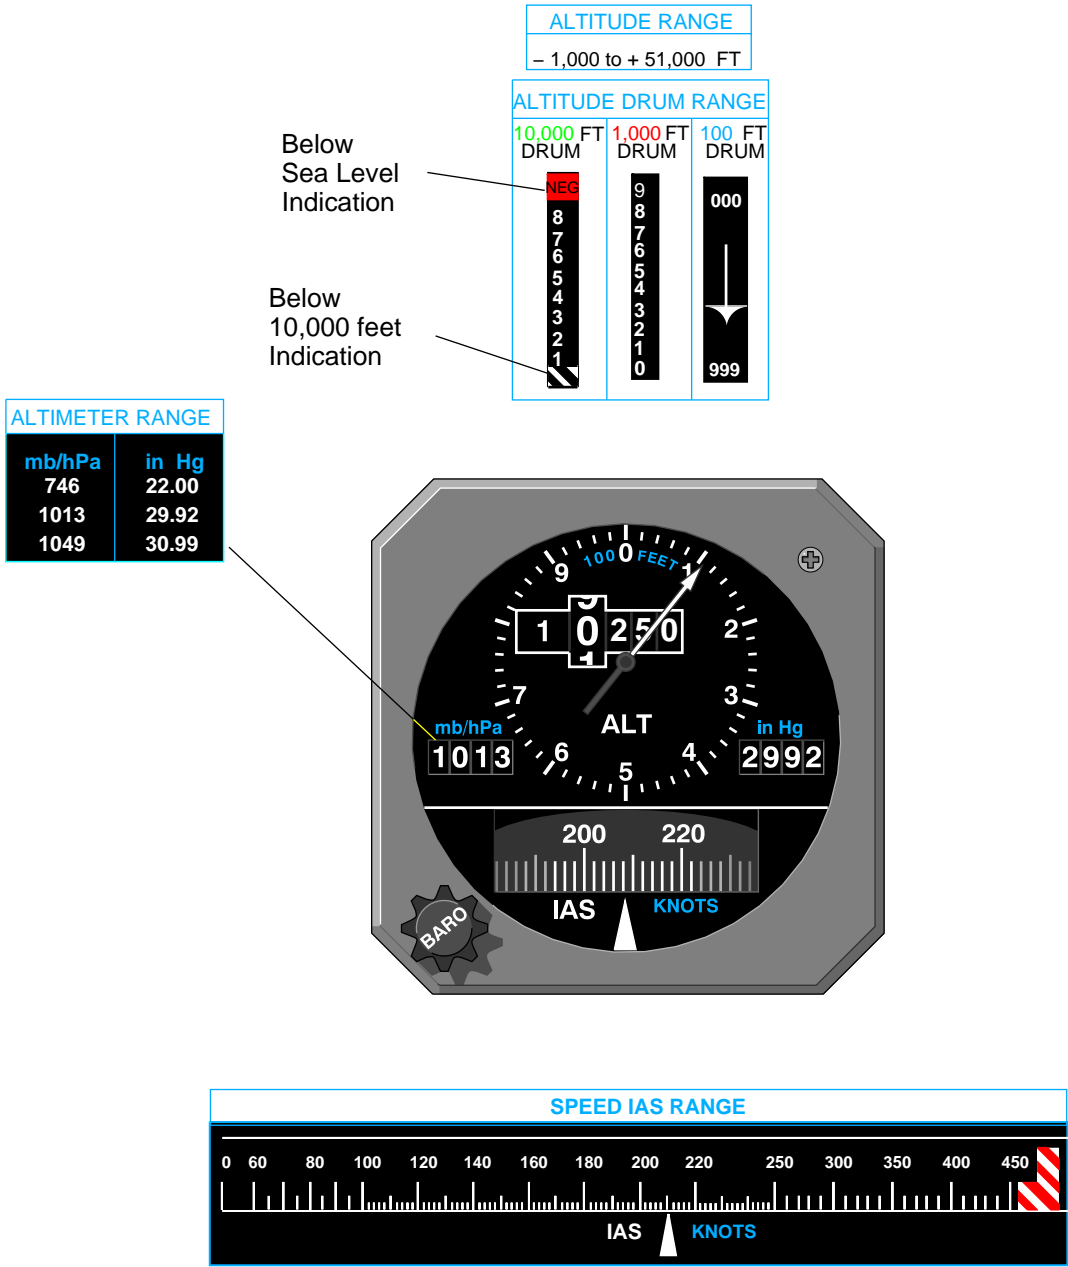 ALTITUDE RANGE
– 1,000 to + 51,000 FT
ALTITUDE DRUM RANGE
10,000 FT DRUM
1,000 FT DRUM
100 FT DRUM
Below
Sea Level
Indication
NEG
8
7
6
5
4
3
2
1
9
8
7
6
5
4
3
2
1
0
000
999
Below
10,000 feet
Indication
ALTIMETER RANGE
mb/hPa in Hg
746 22.00
1013 29.92
1049 30.99
100 FEET
0
1
2
3
4
5
6
7
9
9
1 0 250
1
ALT
mb/hPa
1013
in Hg
2992
200 220
IAS KNOTS
BARO
SPEED IAS RANGE
0 60 80 100 120 140 160 180 200 220 250 300 350 400 450
IAS KNOTS